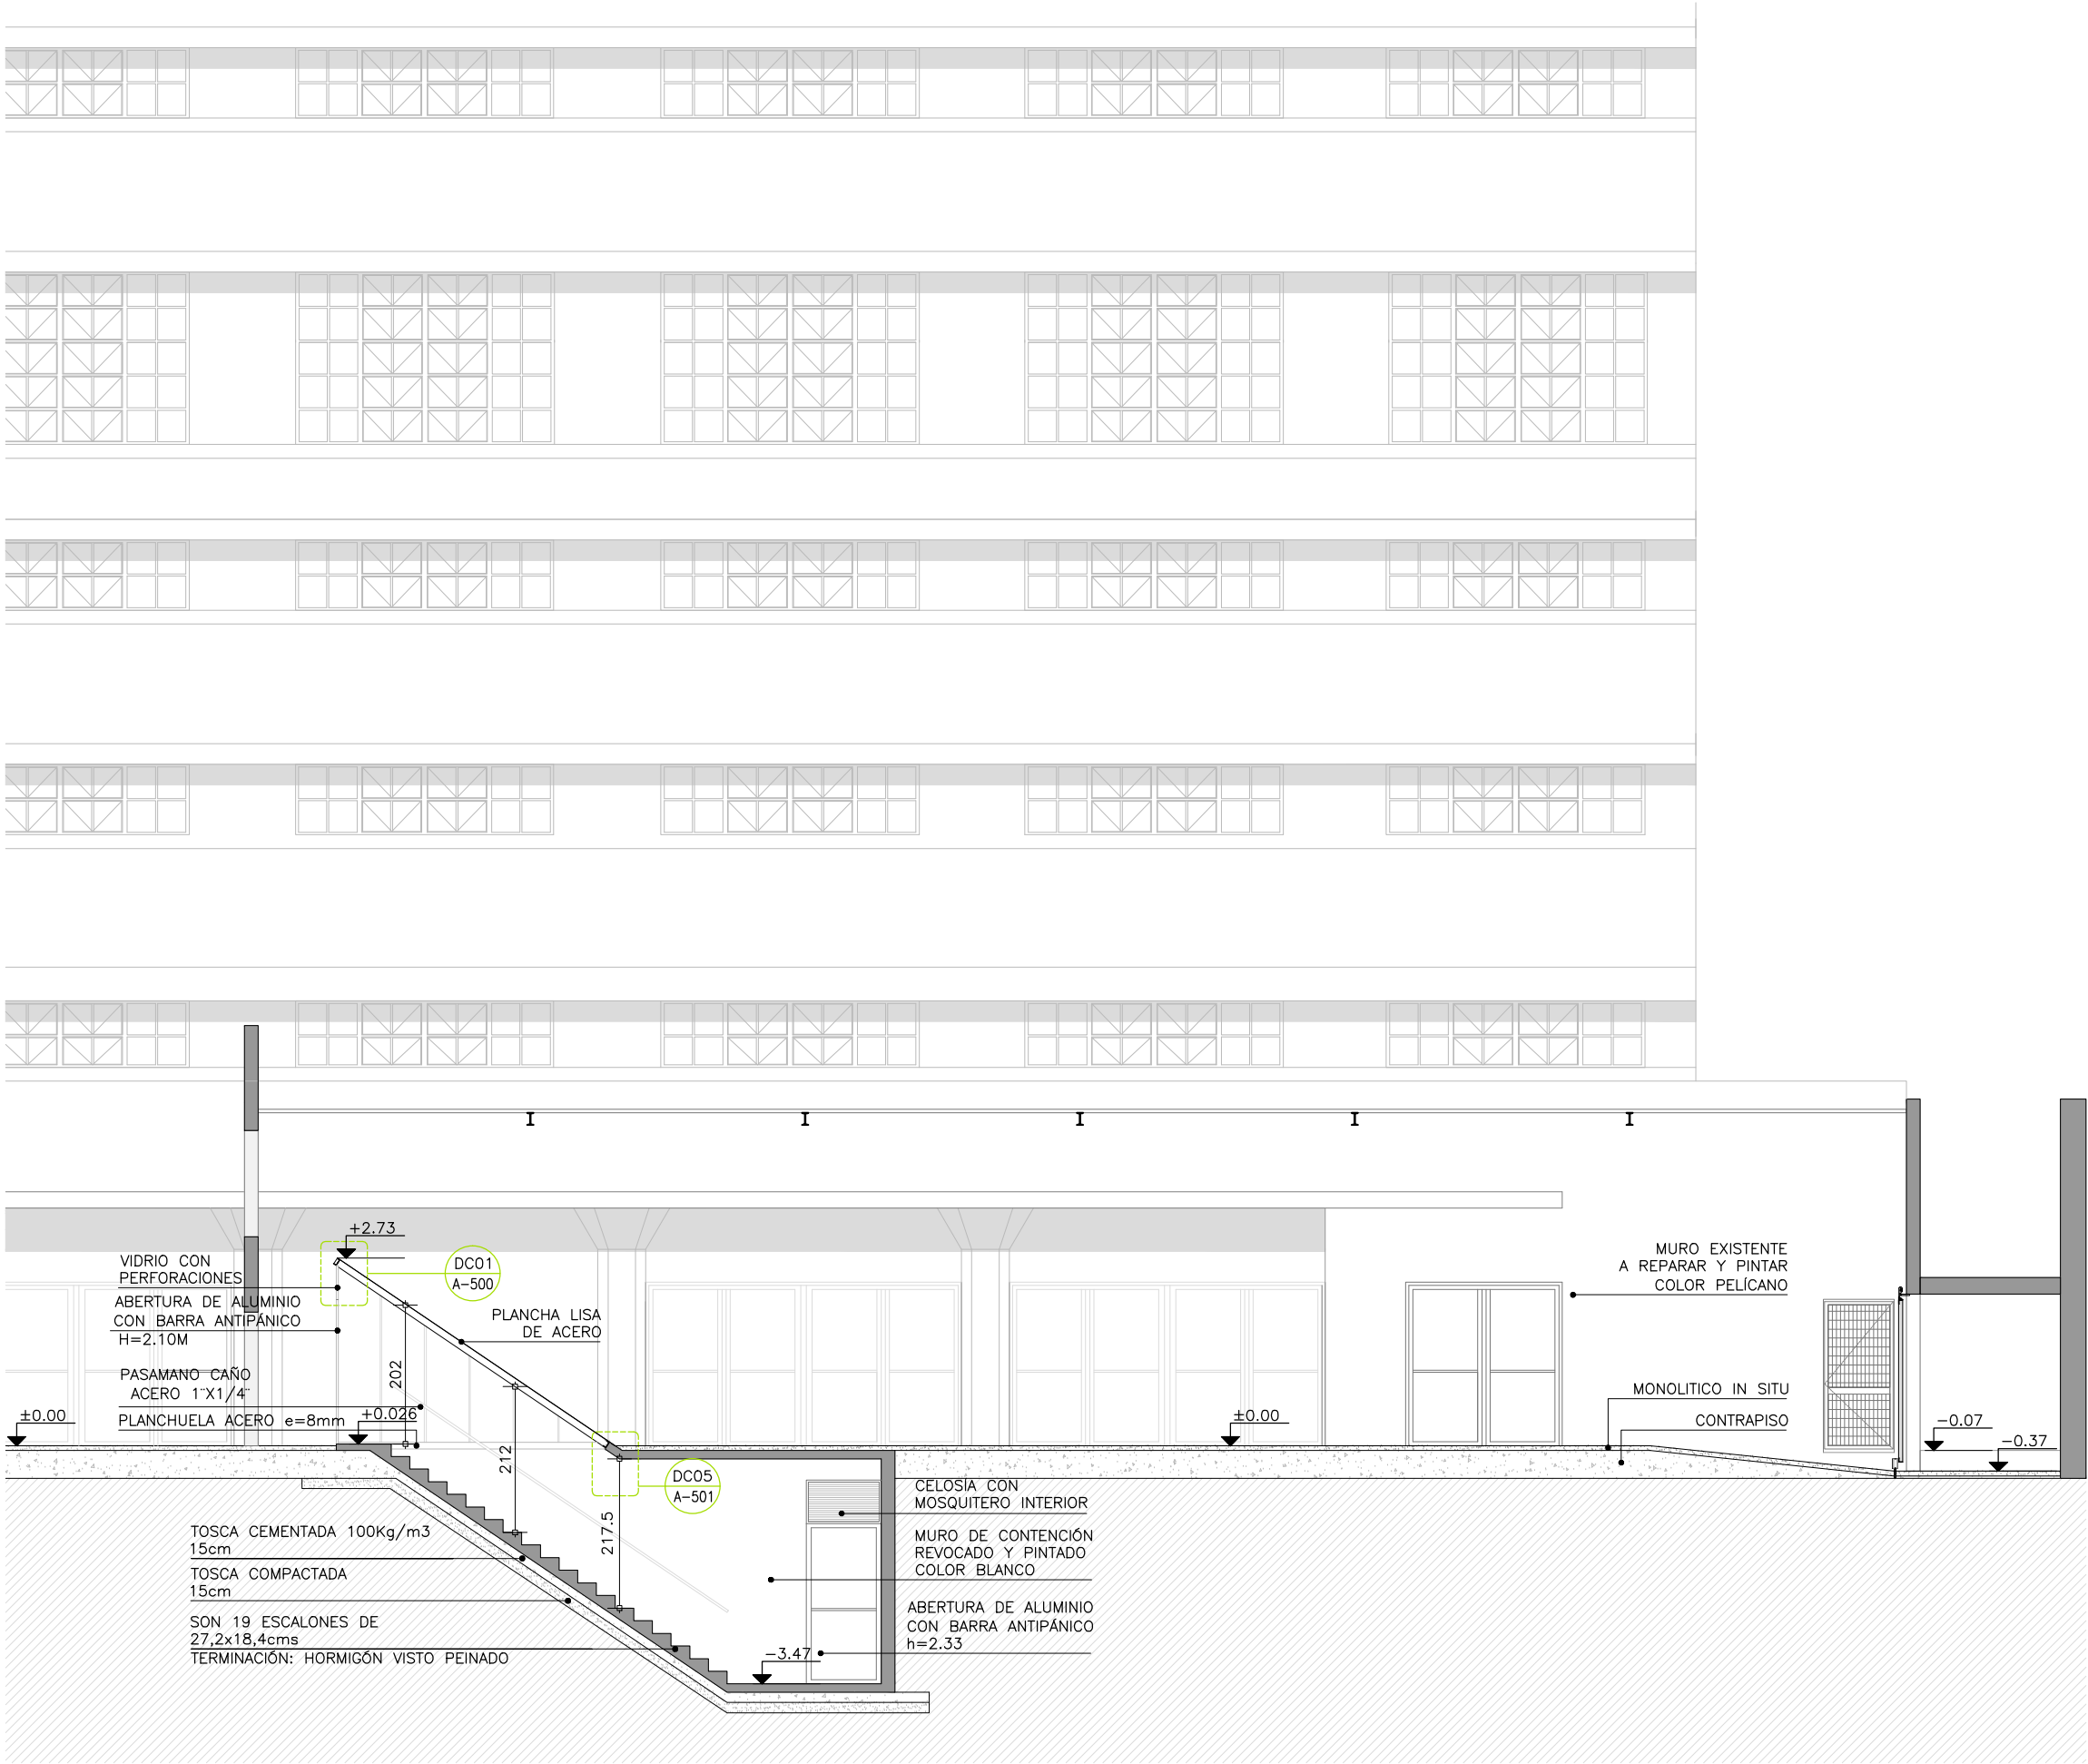 +2.73
VIDRIO CON
PERFORACIONES
ABERTURA DE ALUMINIO
CON BARRA ANTIPÁNICO
H=2.10M
PASAMANO CAÑO
ACERO 1"X1/4"
PLANCHUELA ACERO e=8mm
±0.00
+0.026
DC01
A-500
PLANCHA LISA
DE ACERO
202
212
217.5
DC05
A-501
±0.00
MURO EXISTENTE
A REPARAR Y PINTAR
COLOR PELÍCANO
MONOLITICO IN SITU
CONTRAPISO
-0.07
-0.37
CELOSÍA CON
MOSQUITERO INTERIOR
MURO DE CONTENCIÓN
REVOCADO Y PINTADO
COLOR BLANCO
ABERTURA DE ALUMINIO
CON BARRA ANTIPÁNICO
h=2.33
-3.47
TOSCA CEMENTADA 100Kg/m3
15cm
TOSCA COMPACTADA
15cm
SON 19 ESCALONES DE
27,2x18,4cms
TERMINACIÓN: HORMIGÓN VISTO PEINADO